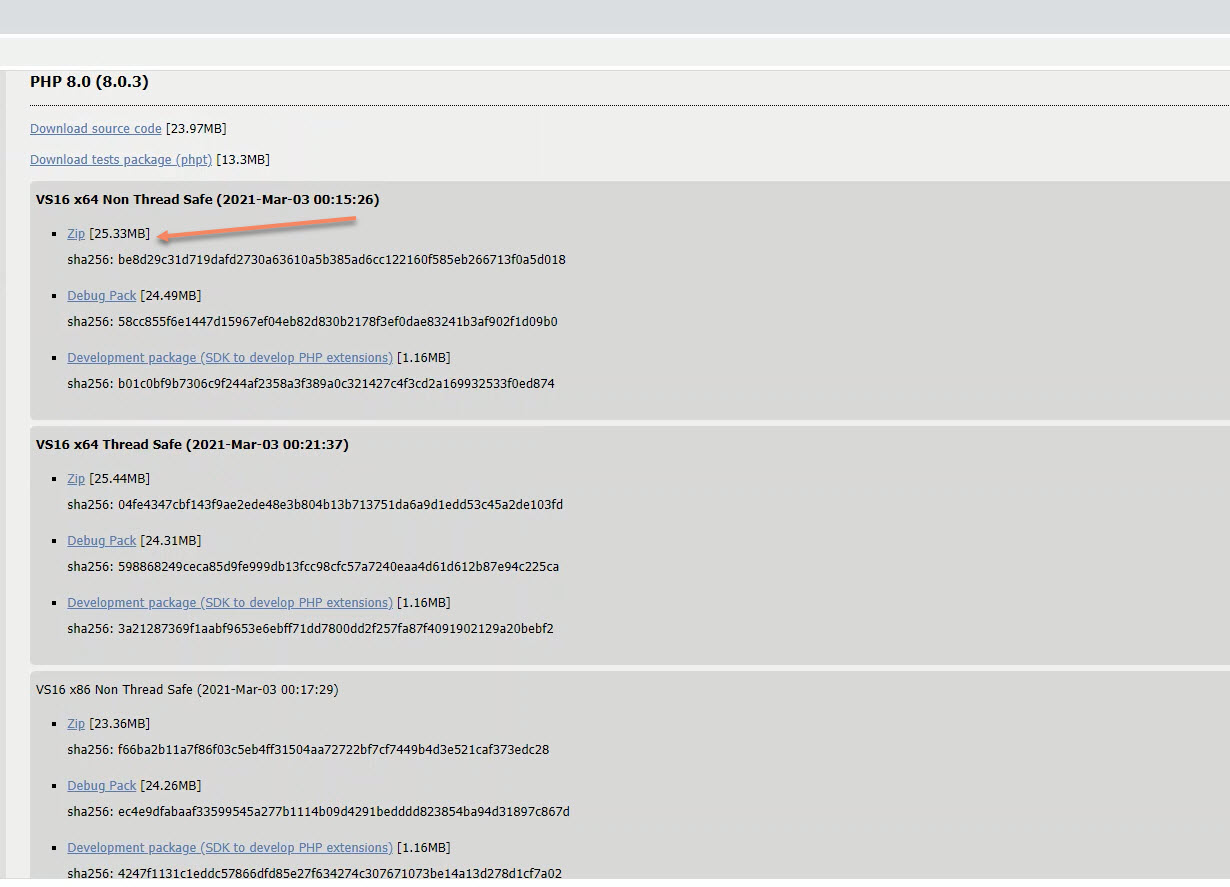 PHP 8.0 (8.0.3)
Download source code [23.97MB]
Download tests package (phpt) [13.3MB]
VS16 x64 Non Thread Safe (2021-Mar-03 00:15:26)
Zip [25.33MB]
sha256: be8d29c31d719dafd2730a63610a5b385ad6cc122160f585eb266713f0a5d018
Debug Pack [24.49MB]
sha256: 58cc855f6e1447d15967ef04eb82d830b2178f3ef0dae83241b3af902f1d09b0
Development package (SDK to develop PHP extensions) [1.16MB]
sha256: b01c0bf9b7306c9f244af2358a3f389a0c321427c4f3cd2a169932533f0ed874
VS16 x64 Thread Safe (2021-Mar-03 00:21:37)
Zip [25.44MB]
sha256: 04fe4347cbf143f9ae2ede48e3b804b13b713751da6a9d1edd53c45a2de103fd
Debug Pack [24.31MB]
sha256: 598868249ceca85d9fe999db13fcc98cfc57a7240eaa4d61d612b87e94c225ca
Development package (SDK to develop PHP extensions) [1.16MB]
sha256: 3a21287369f1aabf9653e6ebff71dd7800dd2f257fa87f4091902129a20bebf2
VS16 x86 Non Thread Safe (2021-Mar-03 00:17:29)
Zip [23.36MB]
sha256: f66ba2b11a7f86f03c5eb4ff31504aa72722bf7cf7449b4d3e521caf373edc28
Debug Pack [24.26MB]
sha256: ec4e9dfabaaf33599545a277b1114b09d4291bedddd823854ba94d31897c867d
Development package (SDK to develop PHP extensions) [1.16MB]
sha256: 4247f1131c1eddc57866dfd85e27f634274c307671073be14a13d278d1cf7a02